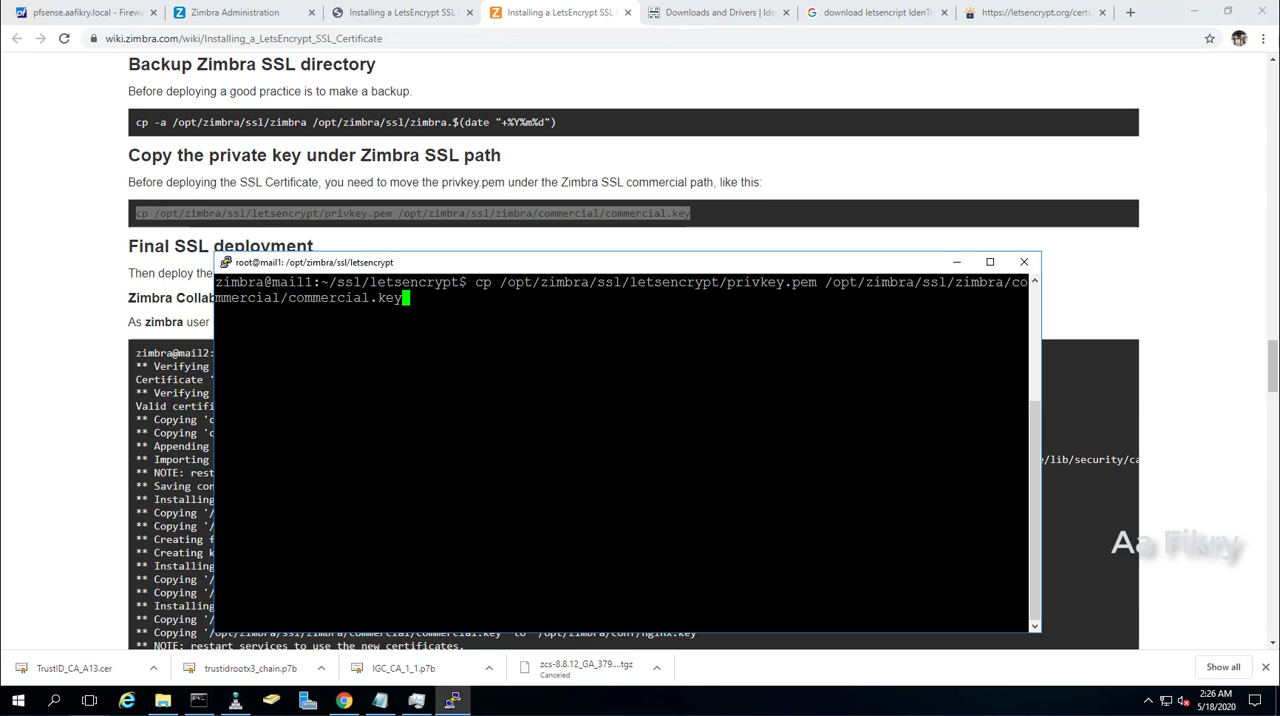 pfsense.aafikry.local - Firew
Zimbra Administration
Installing a LetsEncrypt SSL C
Installing a LetsEncrypt SSL C
Downloads and Drivers | Ide
download letsencript IdenT
https://letsencrypt.org/certs
wiki.zimbra.com/wiki/Installing_a_LetsEncrypt_SSL_Certificate
Backup Zimbra SSL directory
Before deploying a good practice is to make a backup.
cp -a /opt/zimbra/ssl/zimbra /opt/zimbra/ssl/zimbra.$(date "+%Y%m%d")
Copy the private key under Zimbra SSL path
Before deploying the SSL Certificate, you need to move the privkey.pem under the Zimbra SSL commercial path, like this:
cp /opt/zimbra/ssl/letsencrypt/privkey.pem /opt/zimbra/ssl/zimbra/commercial/commercial.key
Final SSL deployment
root@mail1: /opt/zimbra/ssl/letsencrypt
Then deploy the
zimbra@mail1:~/ssl/letsencrypt$ cp /opt/zimbra/ssl/letsencrypt/privkey.pem /opt/zimbra/ssl/zimbra/co
mmercial/commercial.key
Zimbra Collab
As zimbra user
zimbra@mail2:
** Verifying
Certificate '
** Verifying
Valid certifi
** Copying 'c
** Copying 'c
** Appending
** Importing
e/lib/security/ca
** NOTE: rest
** Saving con
Installing
** Copying '/
** Copying '/
** Creating f
** Creating k
Installing
** Copying '/
** Copying '/
Installing
** Copying '/
** Copying '/opt/zimbra/ssl/zimbra/commercial/commercial.key' to '/opt/zimbra/conf/nginx.key'
** NOTE: restart services to use the new certificates.
Aa Fikry
TrustID_CA_A13.cer
trustidrootx3_chain.p7b
IGC_CA_1_1.p7b
zcs-8.8.12_GA_379....tgz
Canceled
Show all
2:26 AM
5/18/2020